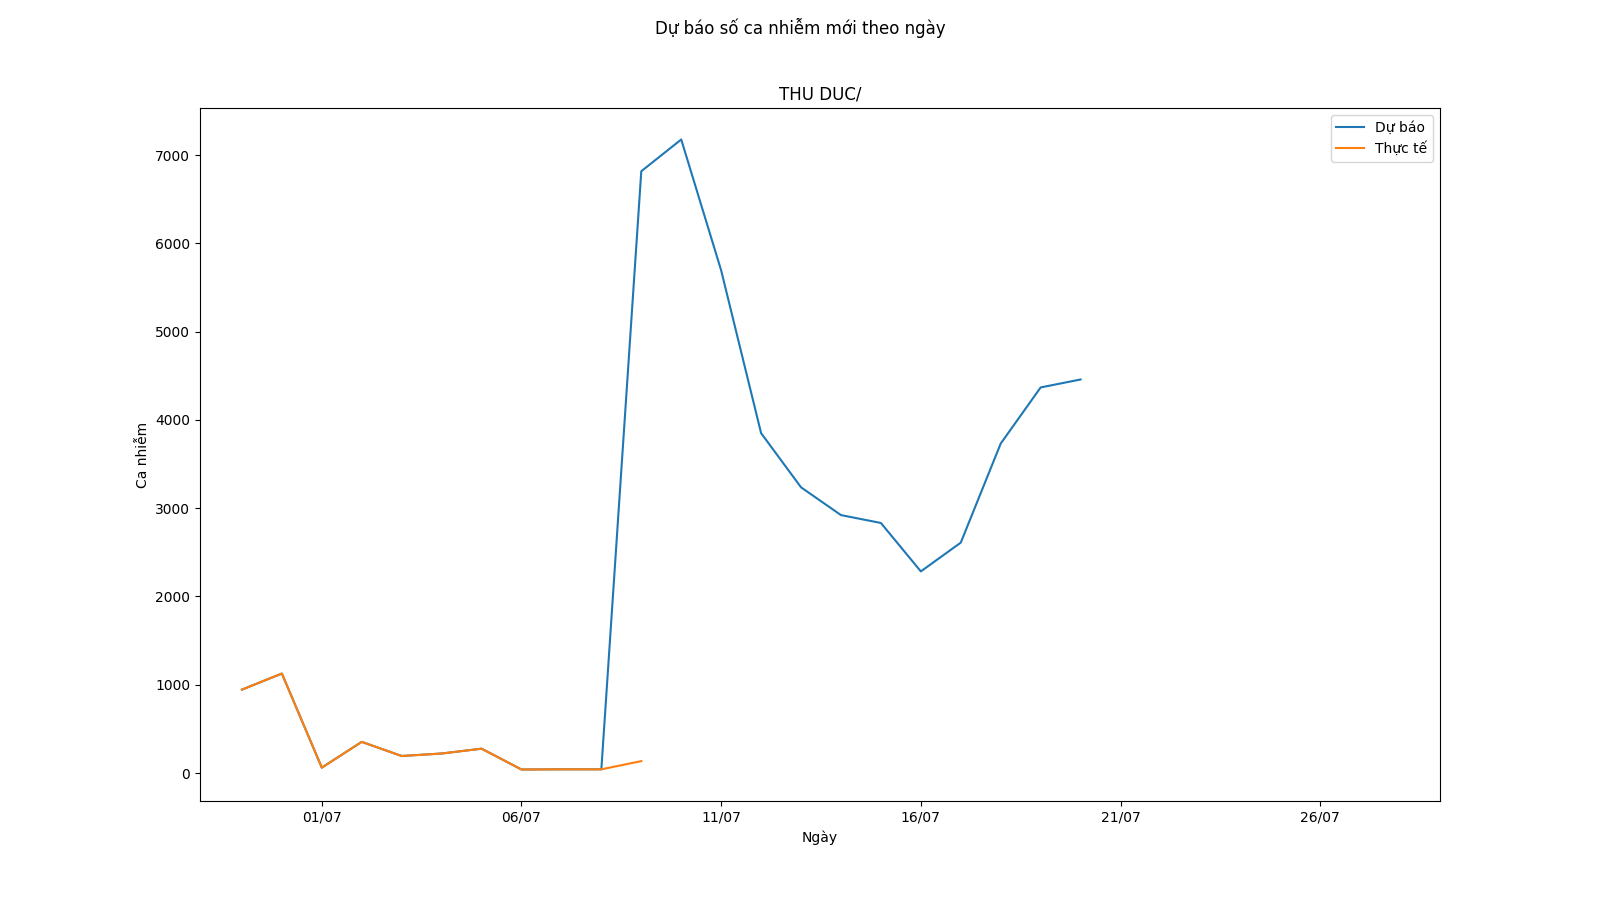 Dự báo số ca nhiễm mới theo ngày
THU DUC/
Dự báo
Thực tế
7000
6000
5000
4000
3000
2000
1000
0
Ca nhiễm
01/07 06/07 11/07 16/07 21/07 26/07
Ngày